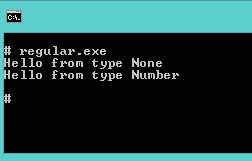 C:\.
# regular.exe
Hello from type None
Hello from type Number
#